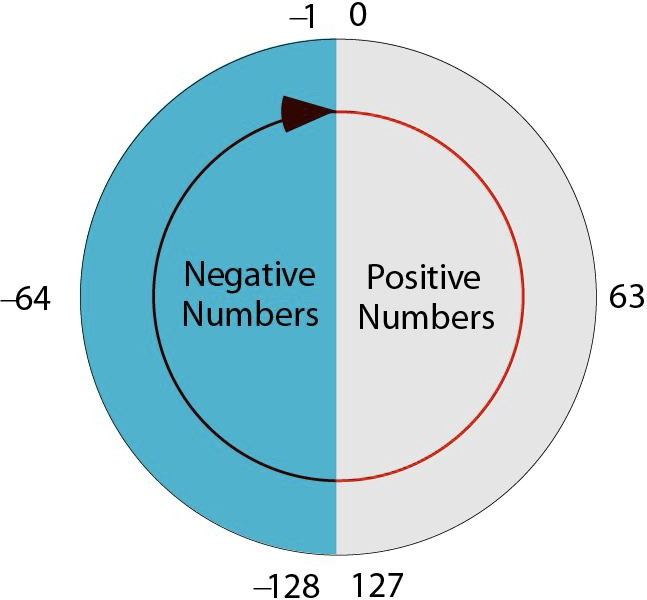 –1 0
Negative Positive
Numbers Numbers
–64 63
–128 127